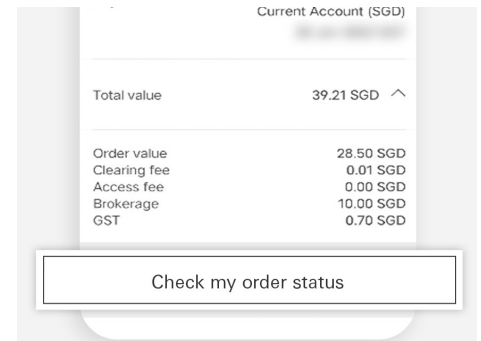 Current Account (SGD)
Total value 39.21 SGD
Order value 28.50 SGD
Clearing fee 0.01 SGD
Access fee 0.00 SGD
Brokerage 10.00 SGD
GST 0.70 SGD
Check my order status